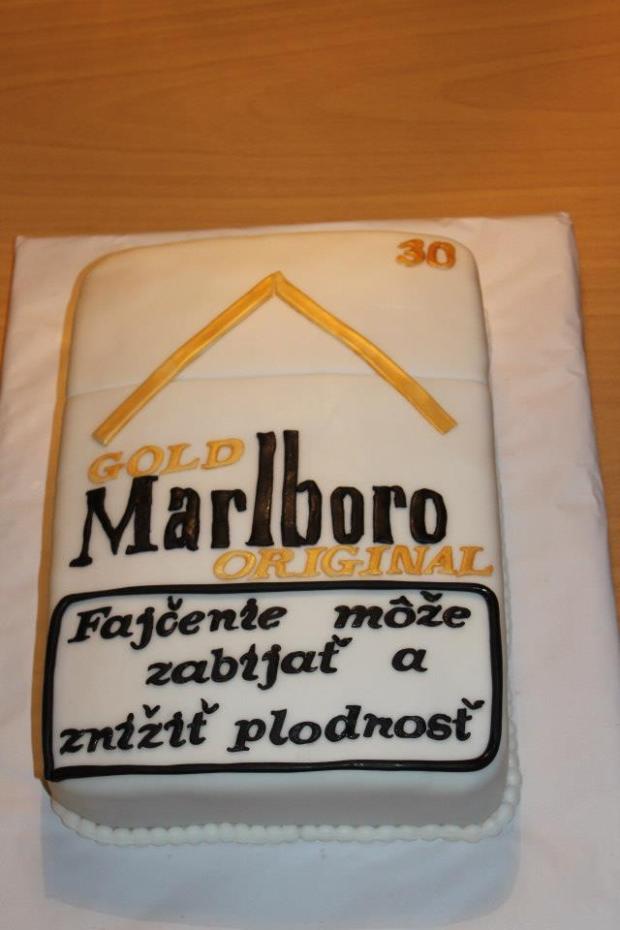 30
GOLD
Marlboro
ORIGINAL
Fajčenie môže
zabíjať a
znížiť plodnosť